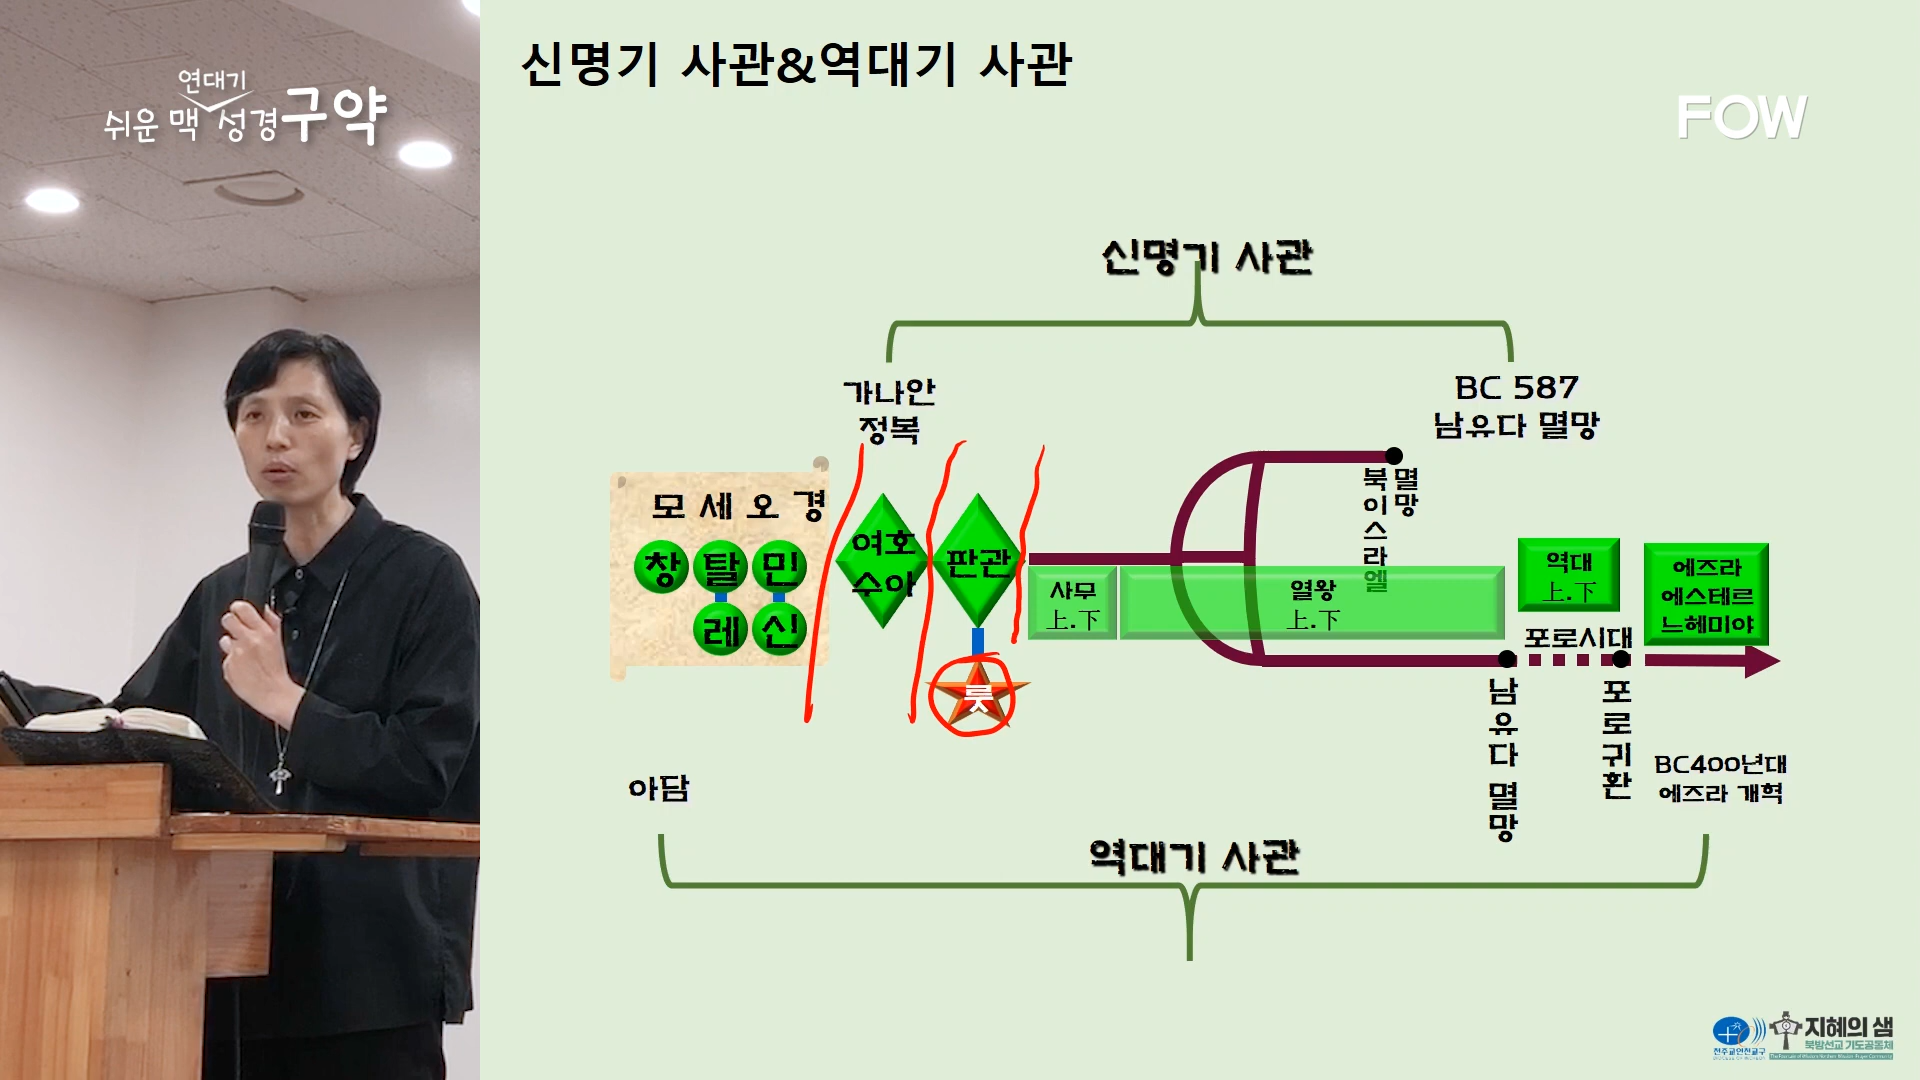 연대기
쉬운 맥 성경 구약
신명기 사관&역대기 사관
FOW
신명기 사관
가나안
정복
BC 587
남유다 멸망
모세오경
창 탈 민
레 신
여호
수아
판관
룻
북이스라엘
멸망
사무
上.下
열왕
上.下
역대
上.下
에즈라
에스테르
느헤미야
포로시대
남유다 멸망
포로귀환
BC400년대
에즈라 개혁
아담
역대기 사관
지혜의 샘
북방선교 기도공동체